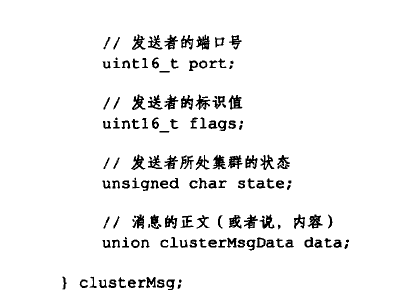 // 发送者的端口号
uint16_t port;
// 发送者的标识值
uint16_t flags;
// 发送者所处集群的状态
unsigned char state;
// 消息的正文（或者说，内容）
union clusterMsgData data;
} clusterMsg;